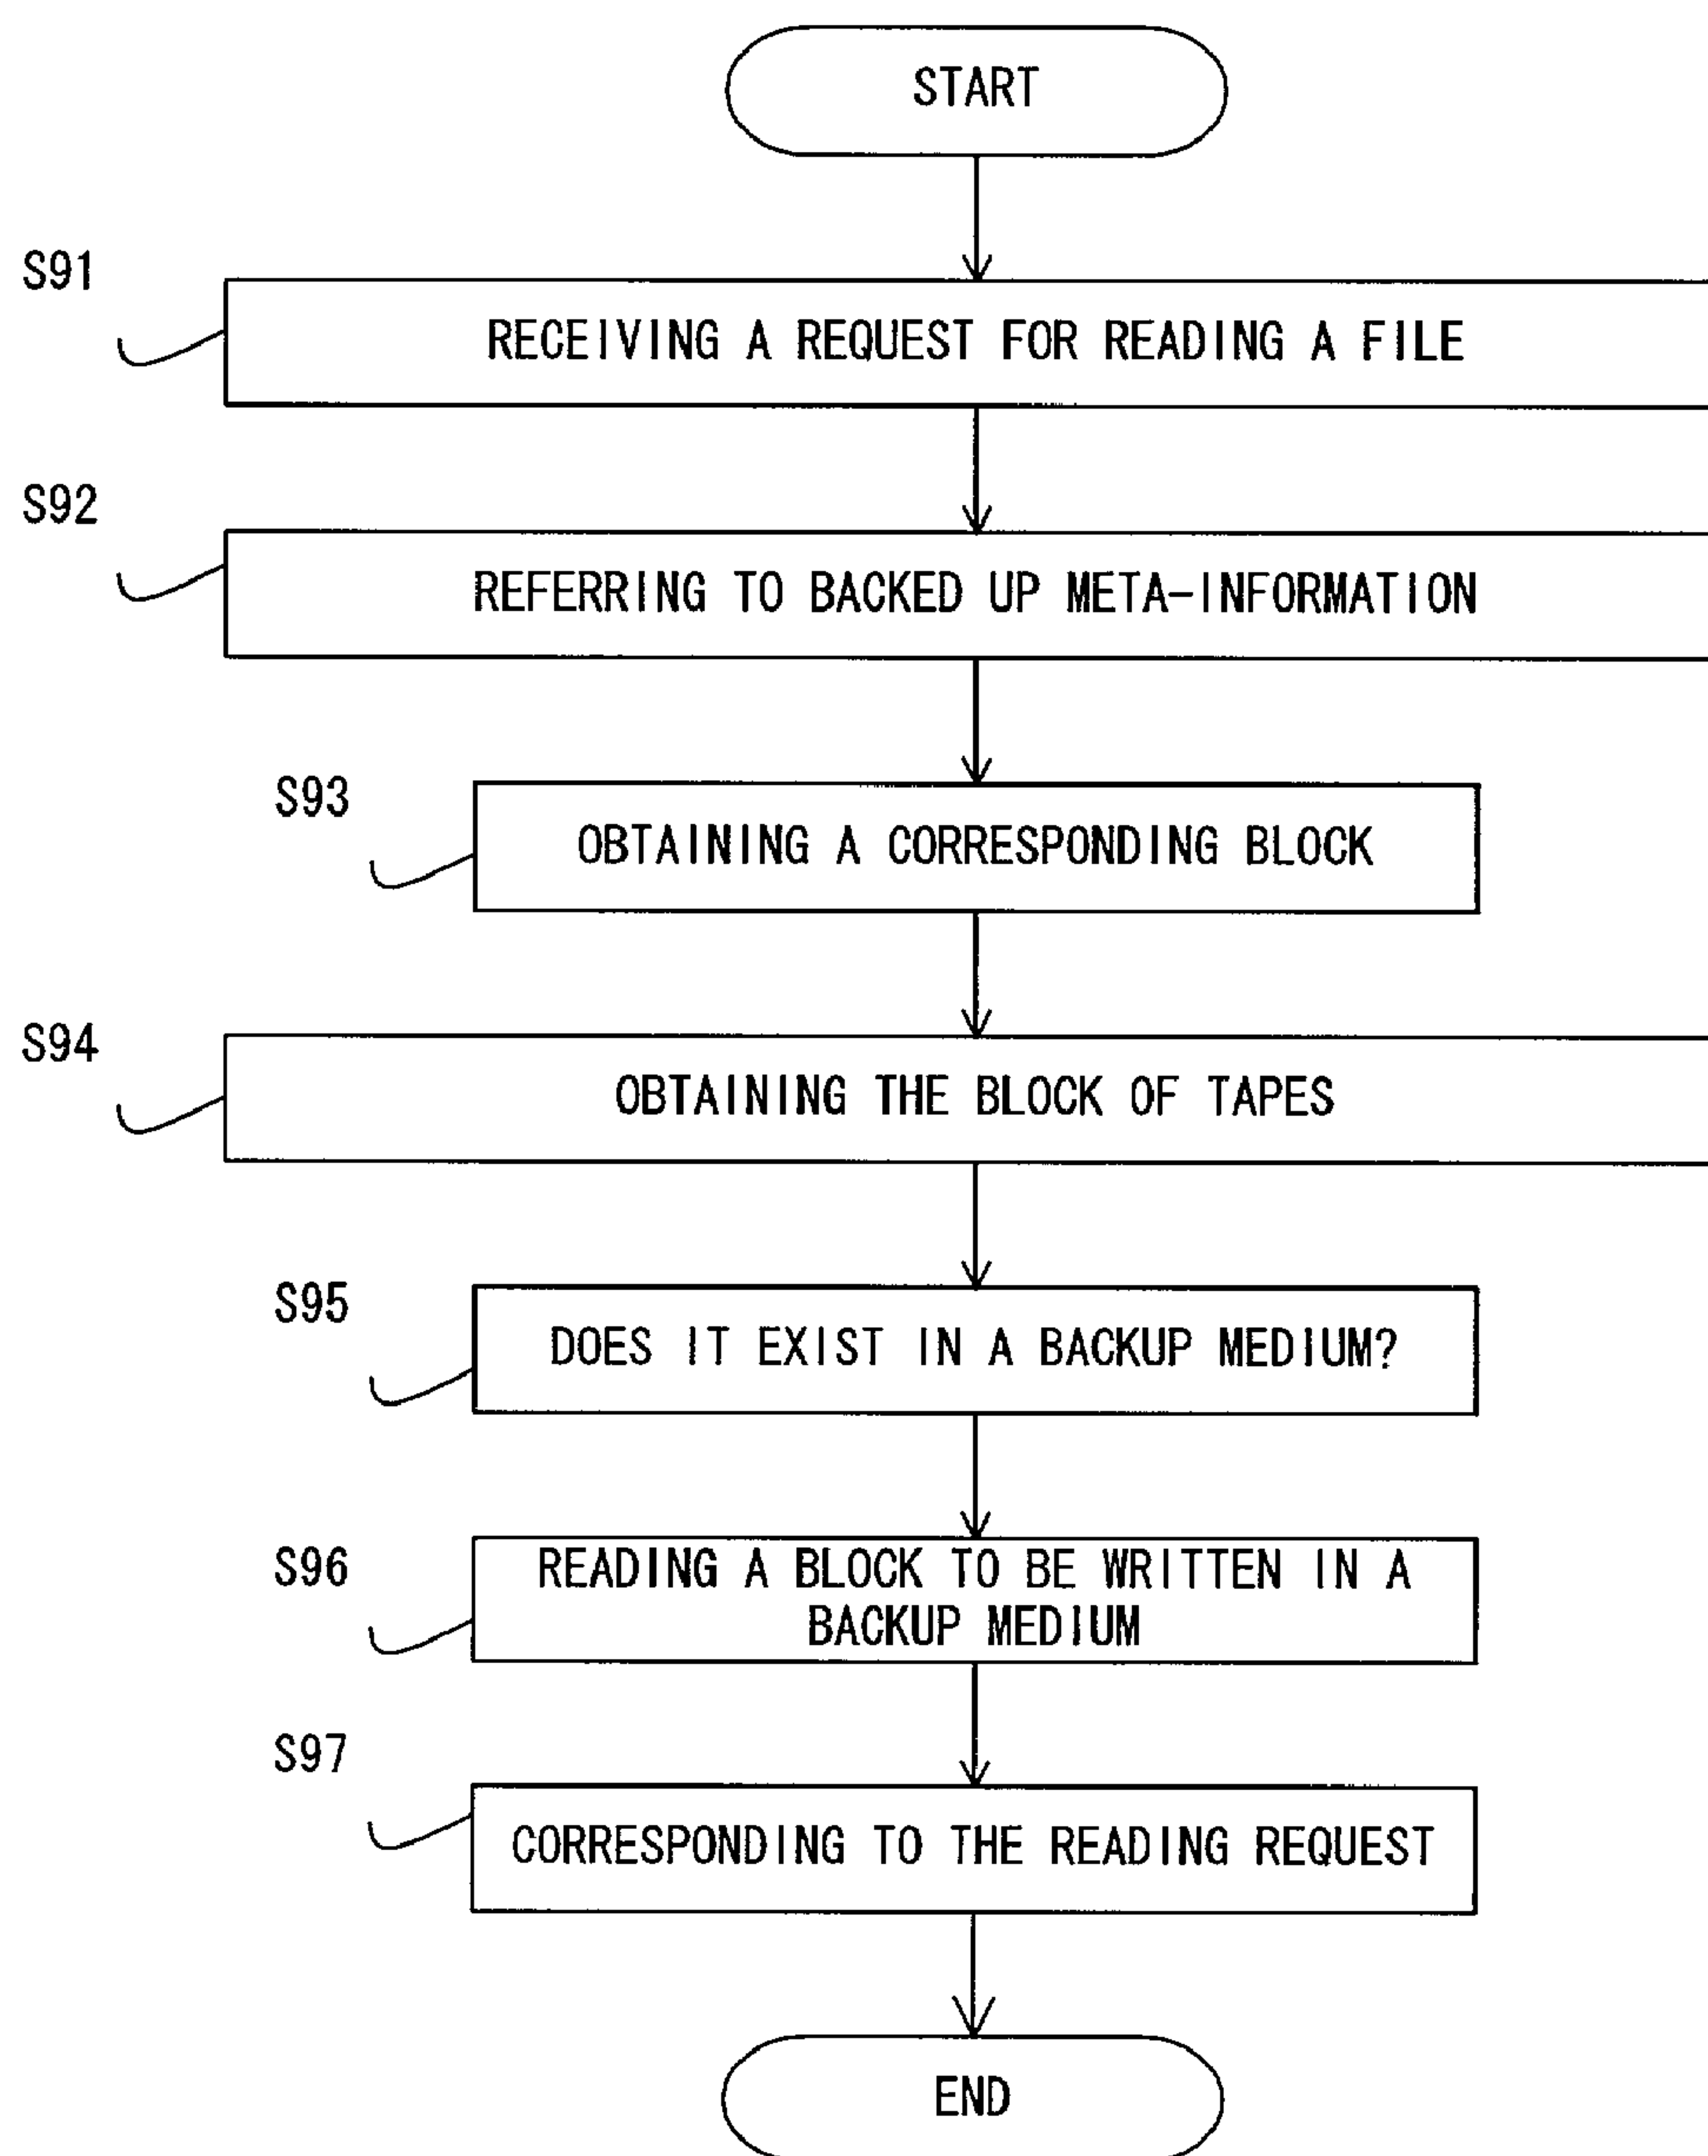 START
S91
RECEIVING A REQUEST FOR READING A FILE
S92
REFERRING TO BACKED UP META-INFORMATION
S93
OBTAINING A CORRESPONDING BLOCK
S94
OBTAINING THE BLOCK OF TAPES
S95
DOES IT EXIST IN A BACKUP MEDIUM?
S96
READING A BLOCK TO BE WRITTEN IN A
BACKUP MEDIUM
S97
CORRESPONDING TO THE READING REQUEST
END